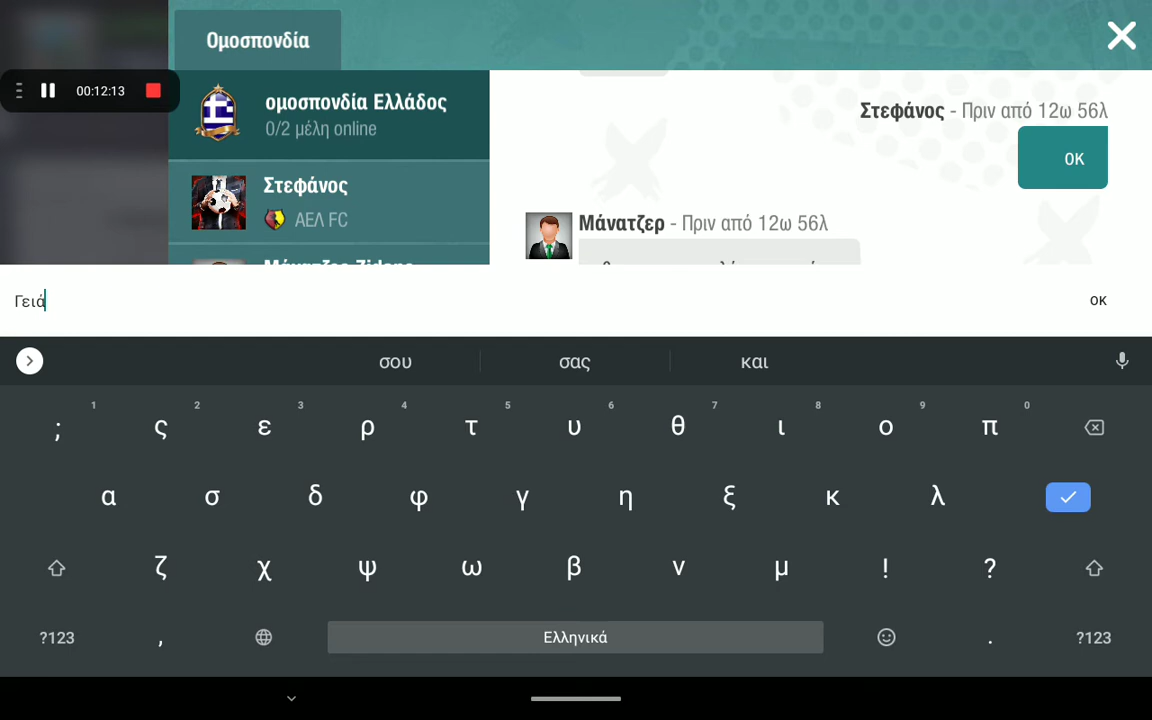 Ομοσπονδία
00:12:13
ομοσπονδία Ελλάδος
0/2 μέλη online
Στεφάνος
ΑΕΛ FC
Στεφάνος - Πριν από 12ω 56λ
OK
Μάνατζερ - Πριν από 12ω 56λ
Γειά
OK
σου σας και
1 2 3 4 5 6 7 8 9 0
; ς ε ρ τ υ θ ι ο π
α σ δ φ γ η ξ κ λ
ζ χ ψ ω β ν μ ! ?
?123 , Ελληνικά . ?123